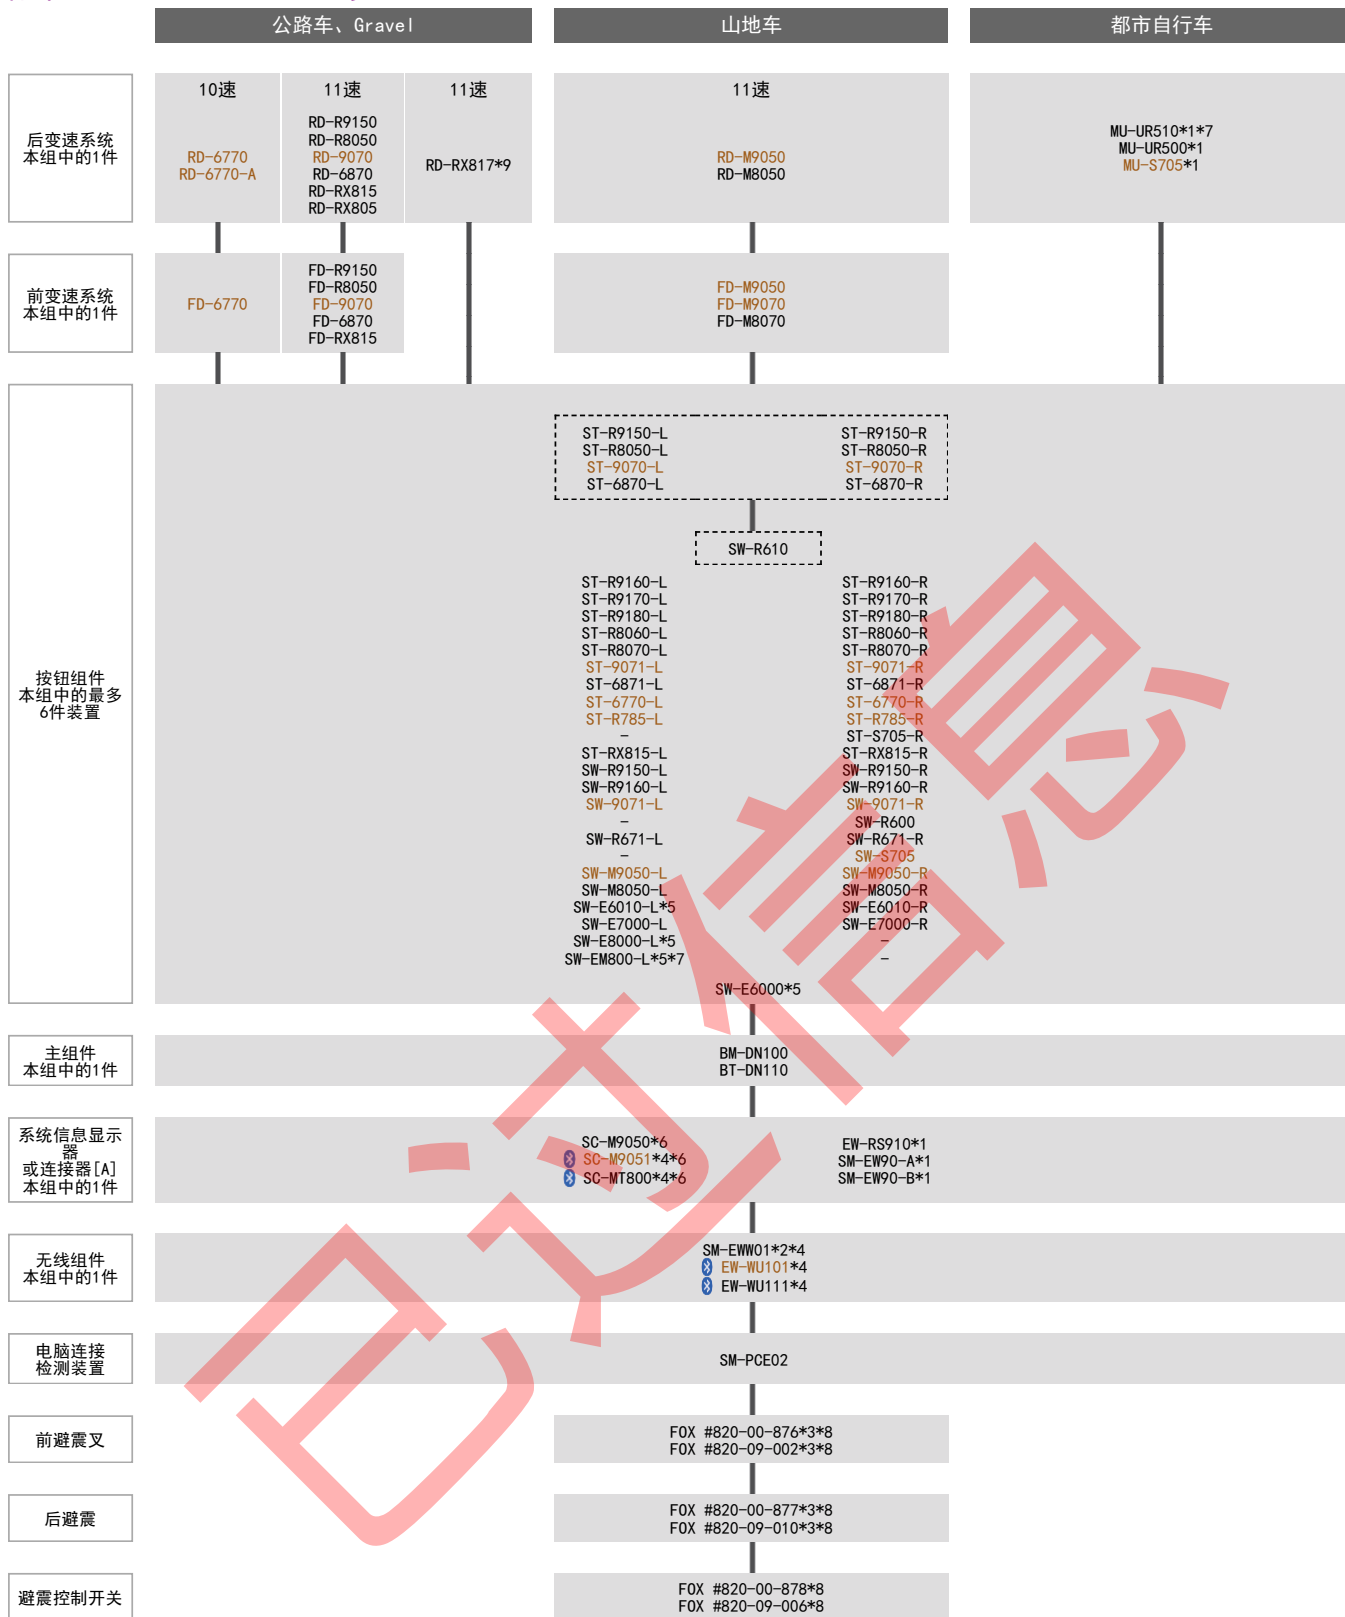 公路车、Gravel
山地车
都市自行车
后变速系统
本组中的1件
10速
RD-6770
RD-6770-A
11速
RD-R9150
RD-R8050
RD-9070
RD-6870
RD-RX815
RD-RX805
11速
RD-RX817*9
11速
RD-M9050
RD-M8050
MU-UR510*1*7
MU-UR500*1
MU-S705*1
前变速系统
本组中的1件
FD-6770
FD-R9150
FD-R8050
FD-9070
FD-6870
FD-RX815
FD-M9050
FD-M9070
FD-M8070
按钮组件
本组中的最多
6件装置
ST-R9150-L ST-R9150-R
ST-R8050-L ST-R8050-R
ST-9070-L ST-9070-R
ST-6870-L ST-6870-R
SW-R610
ST-R9160-L ST-R9160-R
ST-R9170-L ST-R9170-R
ST-R9180-L ST-R9180-R
ST-R8060-L ST-R8060-R
ST-R8070-L ST-R8070-R
ST-9071-L ST-9071-R
ST-6871-L ST-6871-R
ST-6770-L ST-6770-R
ST-R785-L ST-R785-R
- ST-S705-R
ST-RX815-L ST-RX815-R
SW-R9150-L SW-R9150-R
SW-R9160-L SW-R9160-R
SW-9071-L SW-9071-R
- SW-R600
SW-R671-L SW-R671-R
- SW-S705
SW-M9050-L SW-M9050-R
SW-M8050-L SW-M8050-R
SW-E6010-L*5 SW-E6010-R
SW-E7000-L SW-E7000-R
SW-E8000-L*5 -
SW-EM800-L*5*7 -
SW-E6000*5
主组件
本组中的1件
BM-DN100
BT-DN110
系统信息显示
器
或连接器[A]
本组中的1件
SC-M9050*6 EW-RS910*1
SC-M9051*4*6 SM-EW90-A*1
SC-MT800*4*6 SM-EW90-B*1
无线组件
本组中的1件
SM-EWW01*2*4
EW-WU101*4
EW-WU111*4
电脑连接
检测装置
SM-PCE02
前避震叉
FOX #820-00-876*3*8
FOX #820-09-002*3*8
后避震
FOX #820-00-877*3*8
FOX #820-09-010*3*8
避震控制开关
FOX #820-00-878*8
FOX #820-09-006*8
已过信息